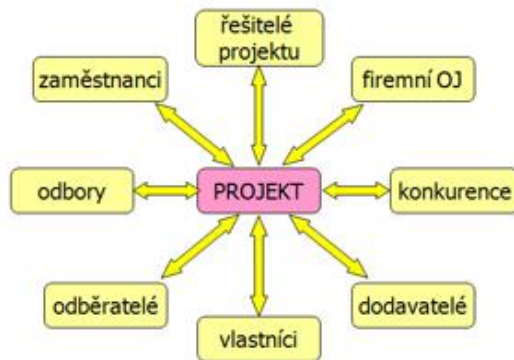 řešitelé
projektu
zaměstnanci
firemní OJ
odbory
PROJEKT
konkurence
odběratelé
dodavatelé
vlastníci